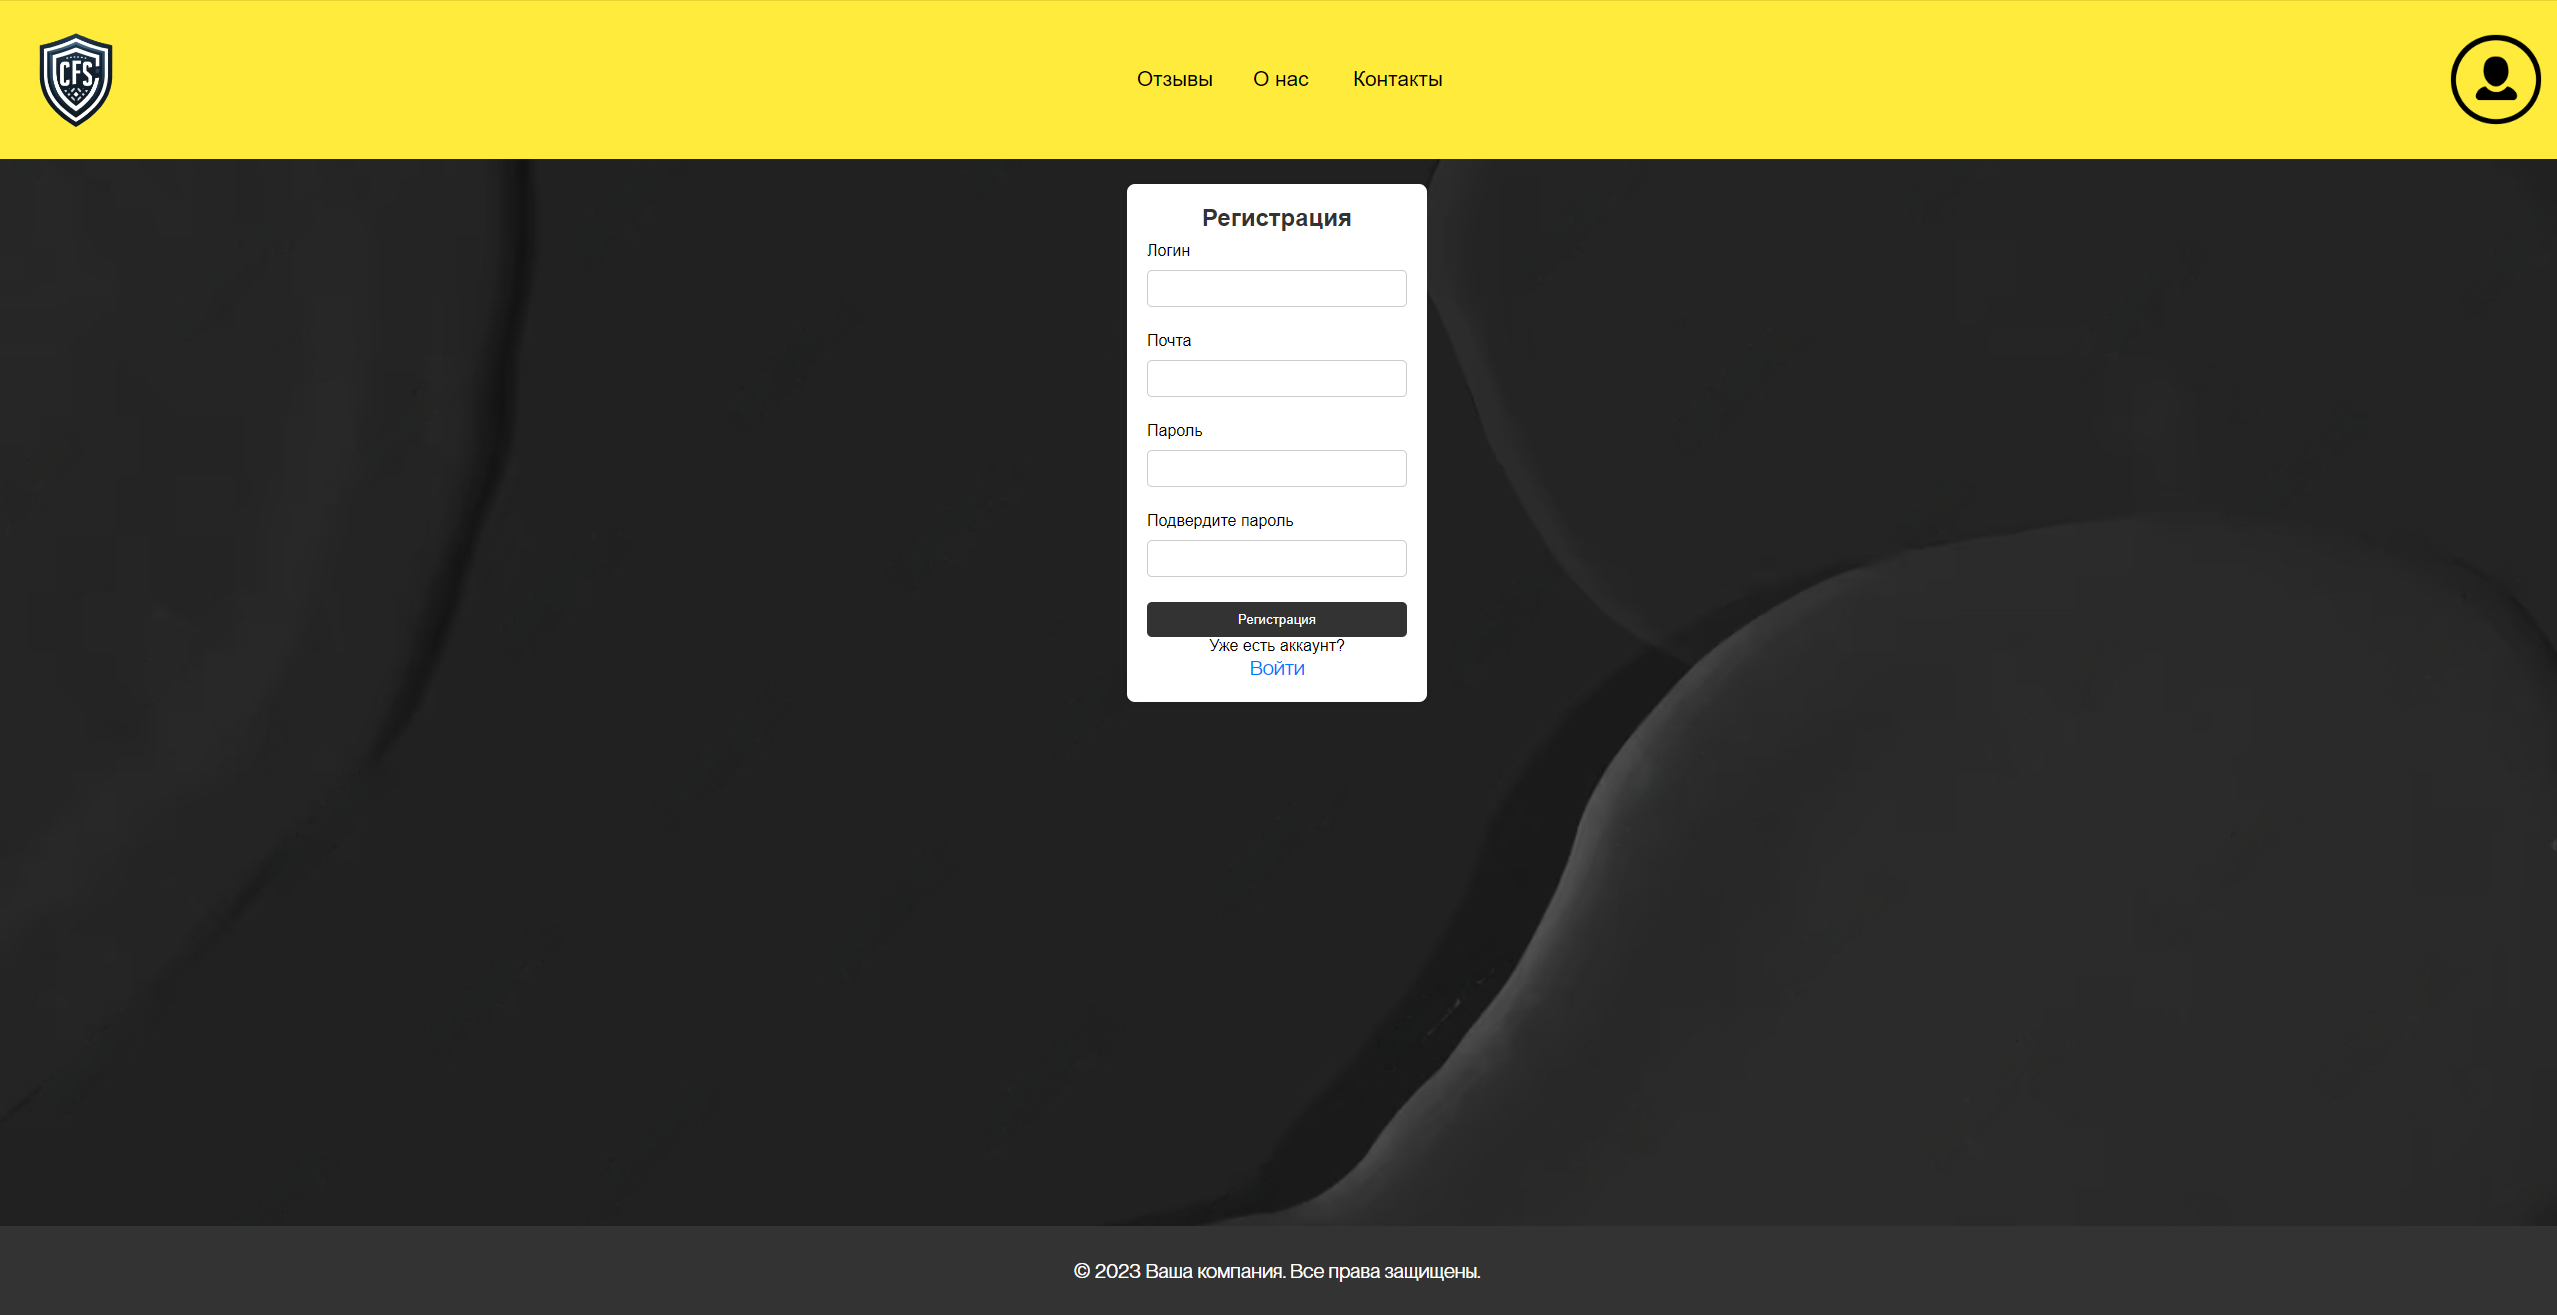 CFS
Отзывы О нас Контакты
Регистрация
Логин
Почта
Пароль
Подвердите пароль
Регистрация
Уже есть аккаунт?
Войти
© 2023 Ваша компания. Все права защищены.